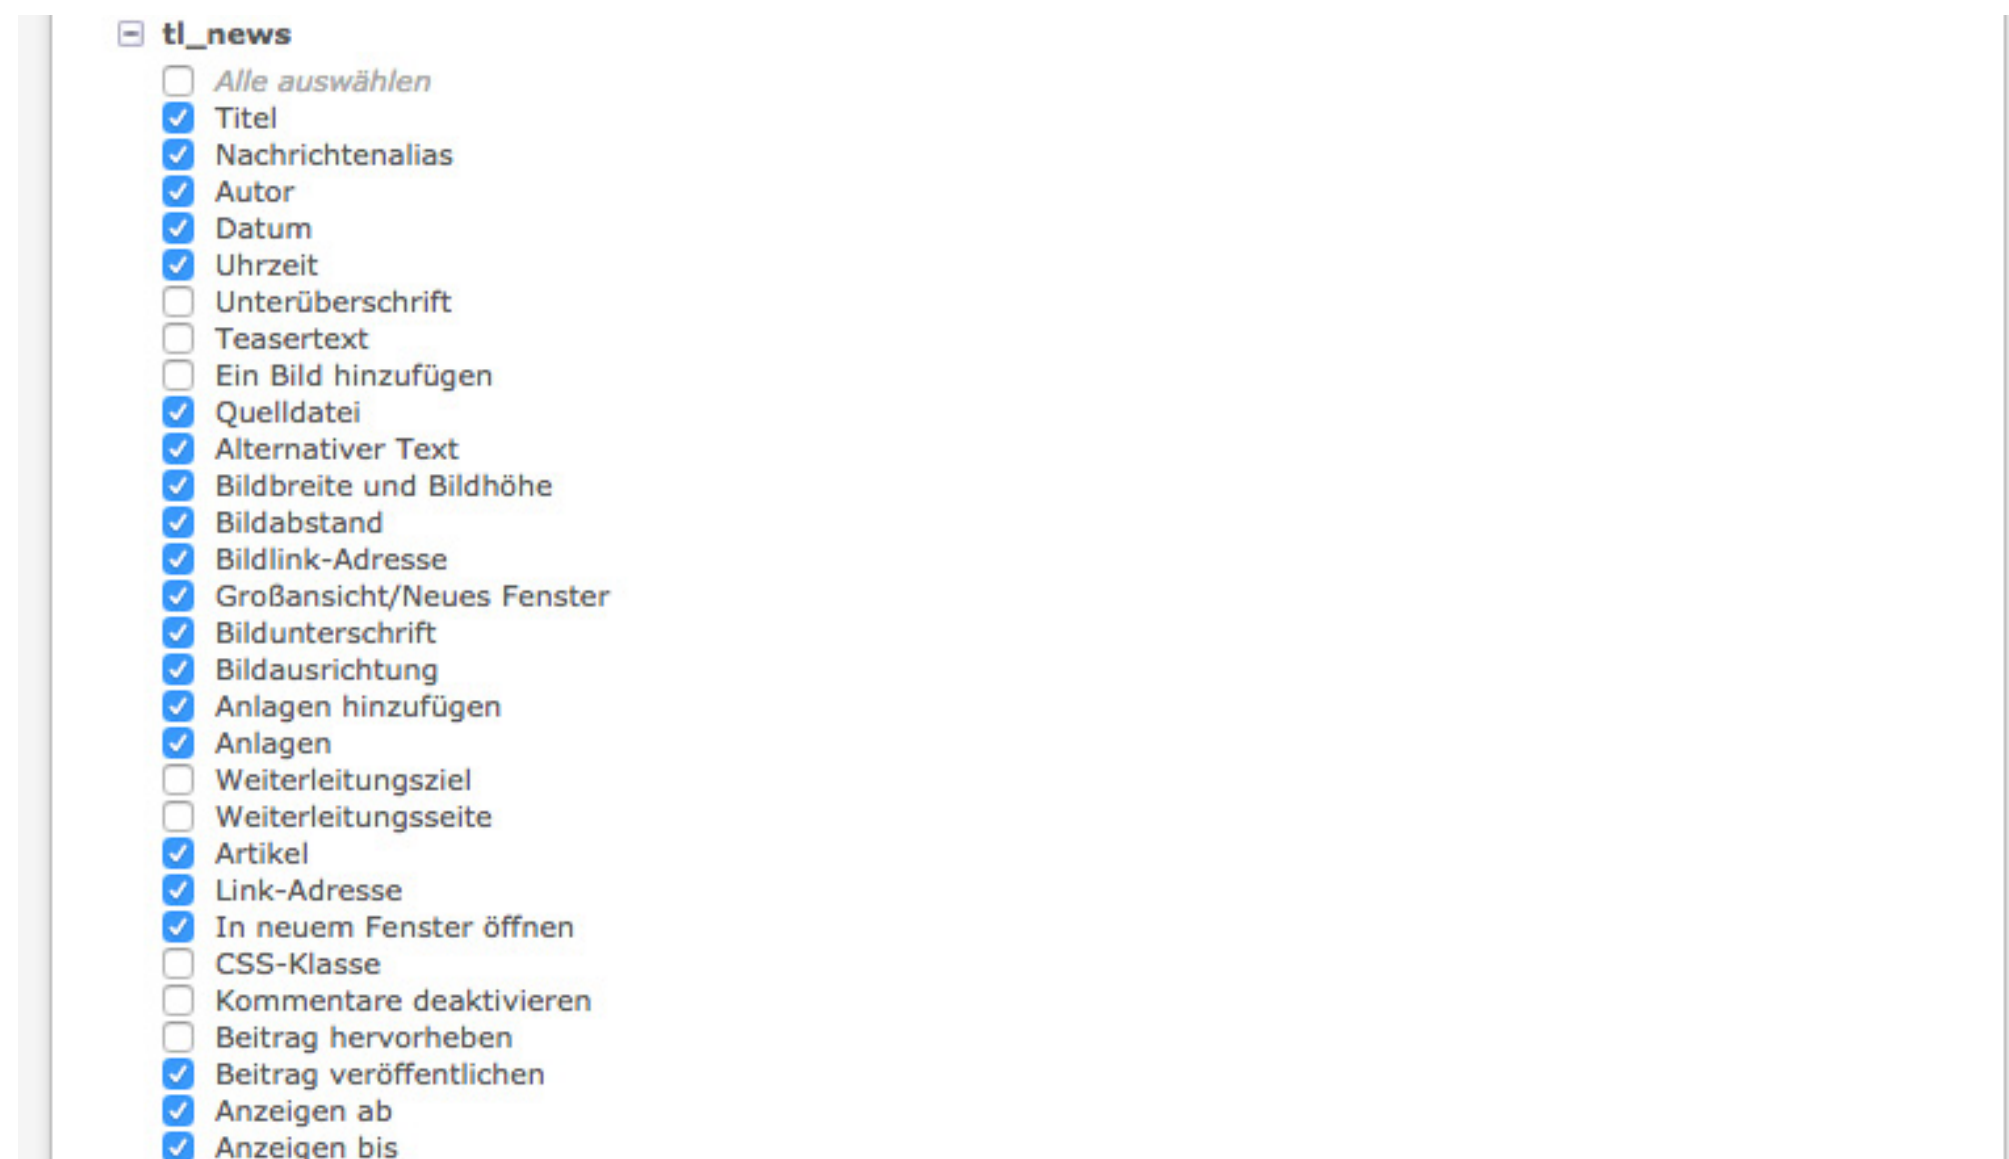 tl_news
Alle auswählen
Titel
Nachrichtenalias
Autor
Datum
Uhrzeit
Unterüberschrift
Teasertext
Ein Bild hinzufügen
Quelldatei
Alternativer Text
Bildbreite und Bildhöhe
Bildabstand
Bildlink-Adresse
Großansicht/Neues Fenster
Bildunterschrift
Bildausrichtung
Anlagen hinzufügen
Anlagen
Weiterleitungsziel
Weiterleitungsseite
Artikel
Link-Adresse
In neuem Fenster öffnen
CSS-Klasse
Kommentare deaktivieren
Beitrag hervorheben
Beitrag veröffentlichen
Anzeigen ab
Anzeigen bis